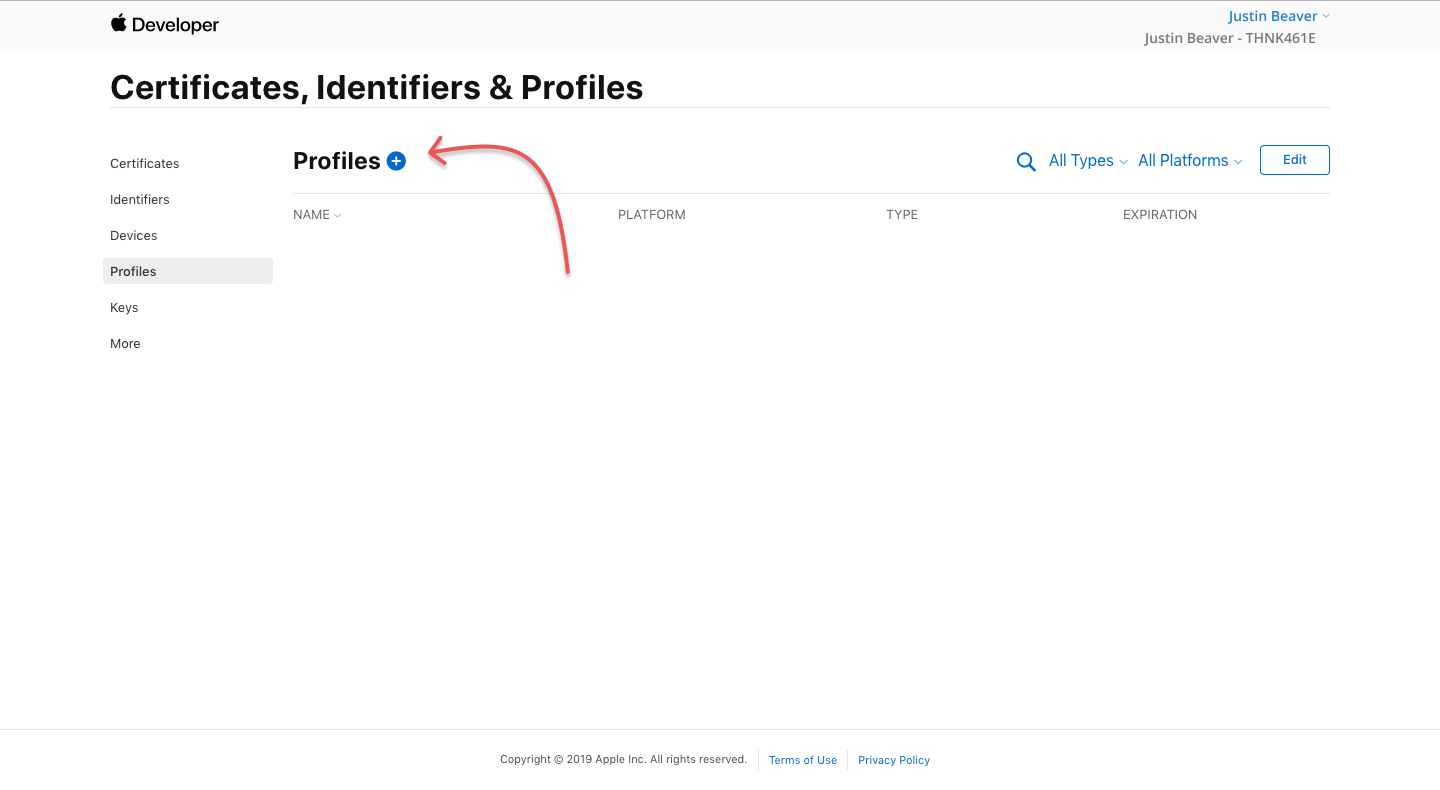 Developer
Justin Beaver
Justin Beaver - THNK461E
Certificates, Identifiers & Profiles
Certificates
Identifiers
Devices
Profiles
Keys
More
Profiles
All Types
All Platforms
Edit
NAME
PLATFORM
TYPE
EXPIRATION
Copyright © 2019 Apple Inc. All rights reserved.
Terms of Use
Privacy Policy